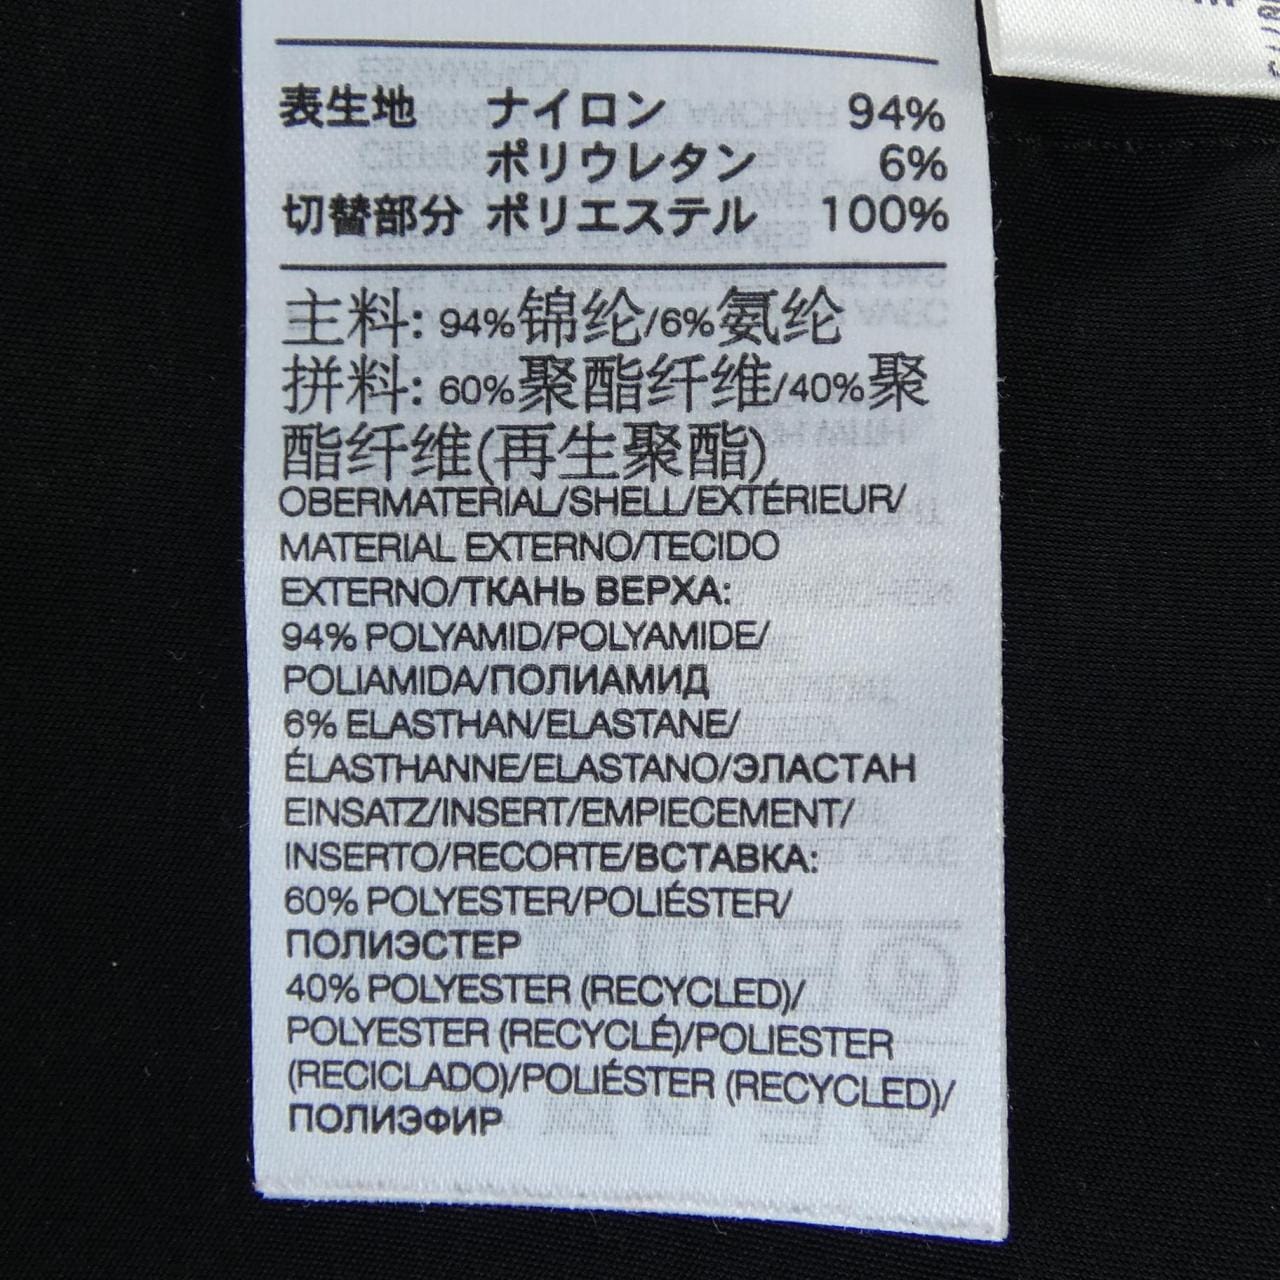 表生地 ナイロン 94%
ポリウレタン 6%
切替部分 ポリエステル 100%
主料: 94%锦纶/6%氨纶
拼料: 60%聚酯纤维/40%聚
酯纤维(再生聚酯)
OBERMATERIAL/SHELL/EXTÉRIEUR/
MATERIAL EXTERNO/TECIDO
EXTERNO/ТКАНЬ ВЕРХА:
94% POLYAMID/POLYAMIDE/
POLIAMIDA/ПОЛИАМИД
6% ELASTHAN/ELASTANE/
ÉLASTHANNE/ELASTANO/ЭЛАСТАН
EINSATZ/INSERT/EMPIECEMENT/
INSERTO/RECORTE/ВСТАВКА:
60% POLYESTER/POLIÉSTER/
ПОЛИЭСТЕР
40% POLYESTER (RECYCLED)/
POLYESTER (RECYCLÉ)/POLIESTER
(RECICLADO)/POLIÉSTER (RECYCLED)/
ПОЛИЭФИР